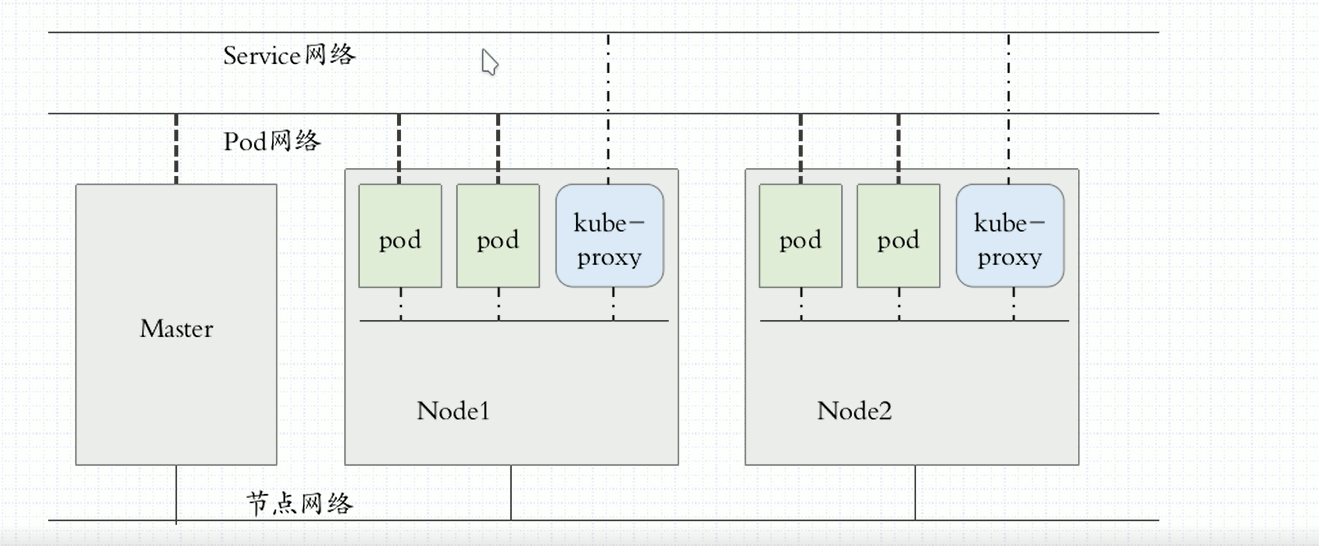 Service网络
Pod网络
pod
pod
kube-
proxy
pod
pod
kube-
proxy
Master
Node1
Node2
节点网络